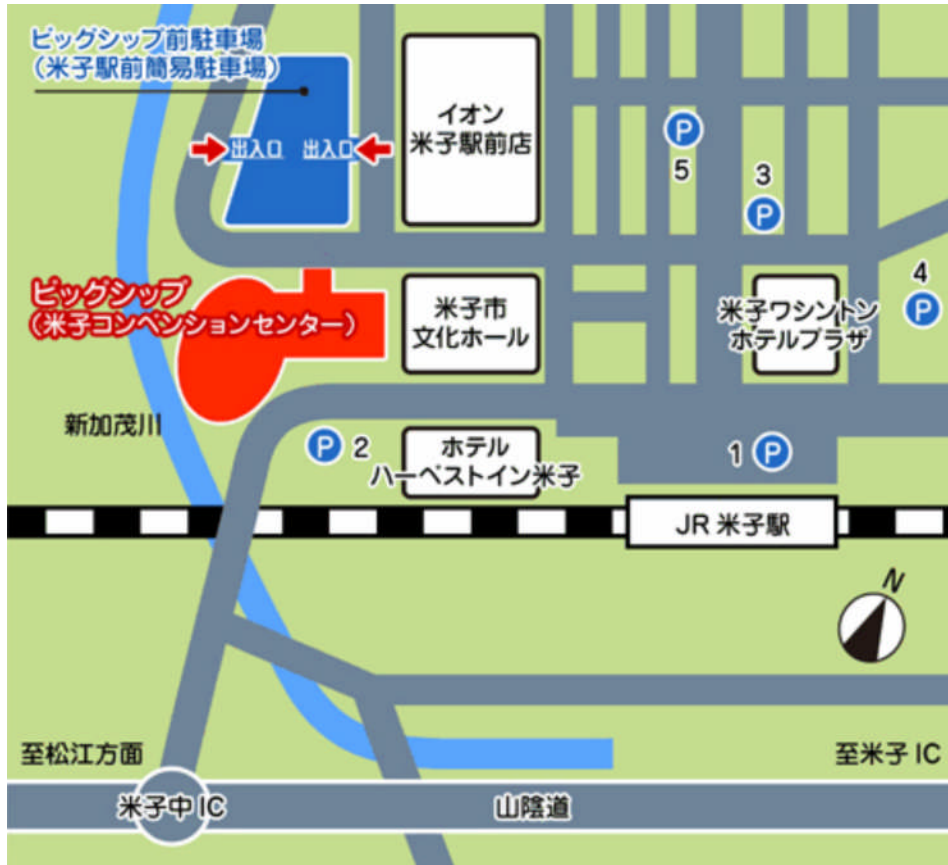 ビッグシップ前駐車場
(米子駅前簡易駐車場)
イオン
米子駅前店
出入口
出入口
P
5
3
P
4
P
ビッグシップ
(米子コンベンションセンター)
米子市
文化ホール
米子ワシントン
ホテルプラザ
新加茂川
P 2
ホテル
ハーベストイン米子
1 P
JR 米子駅
N
至松江方面
至米子 IC
米子中 IC
山陰道